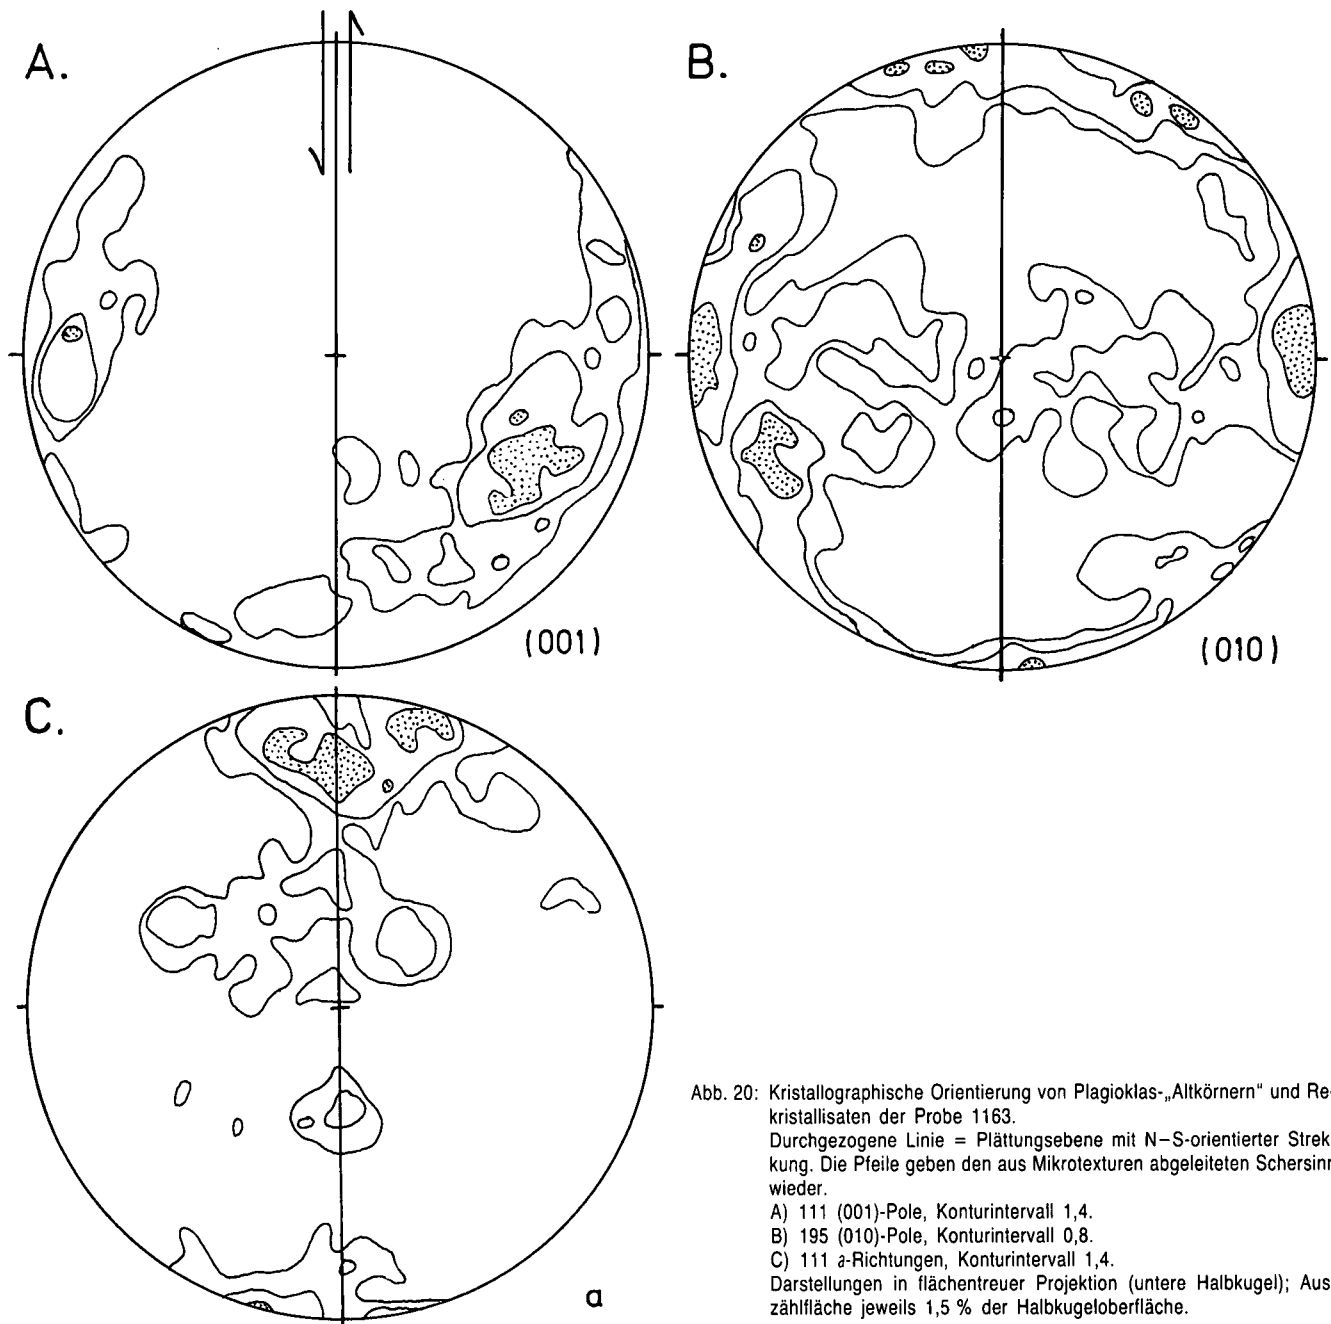 A.
B.
(001)
(010)
C.
a
Abb. 20: Kristallographische Orientierung von Plagioklas-„Altkörnern“ und Re-
kristallisaten der Probe 1163.
Durchgezogene Linie = Plättungsebene mit N–S-orientierter Strek-
kung. Die Pfeile geben den aus Mikrotexturen abgeleiteten Schersinn
wieder.
A) 111 (001)-Pole, Konturintervall 1,4.
B) 195 (010)-Pole, Konturintervall 0,8.
C) 111 a-Richtungen, Konturintervall 1,4.
Darstellungen in flächentreuer Projektion (untere Halbkugel); Aus-
zählfläche jeweils 1,5 % der Halbkugeloberfläche.